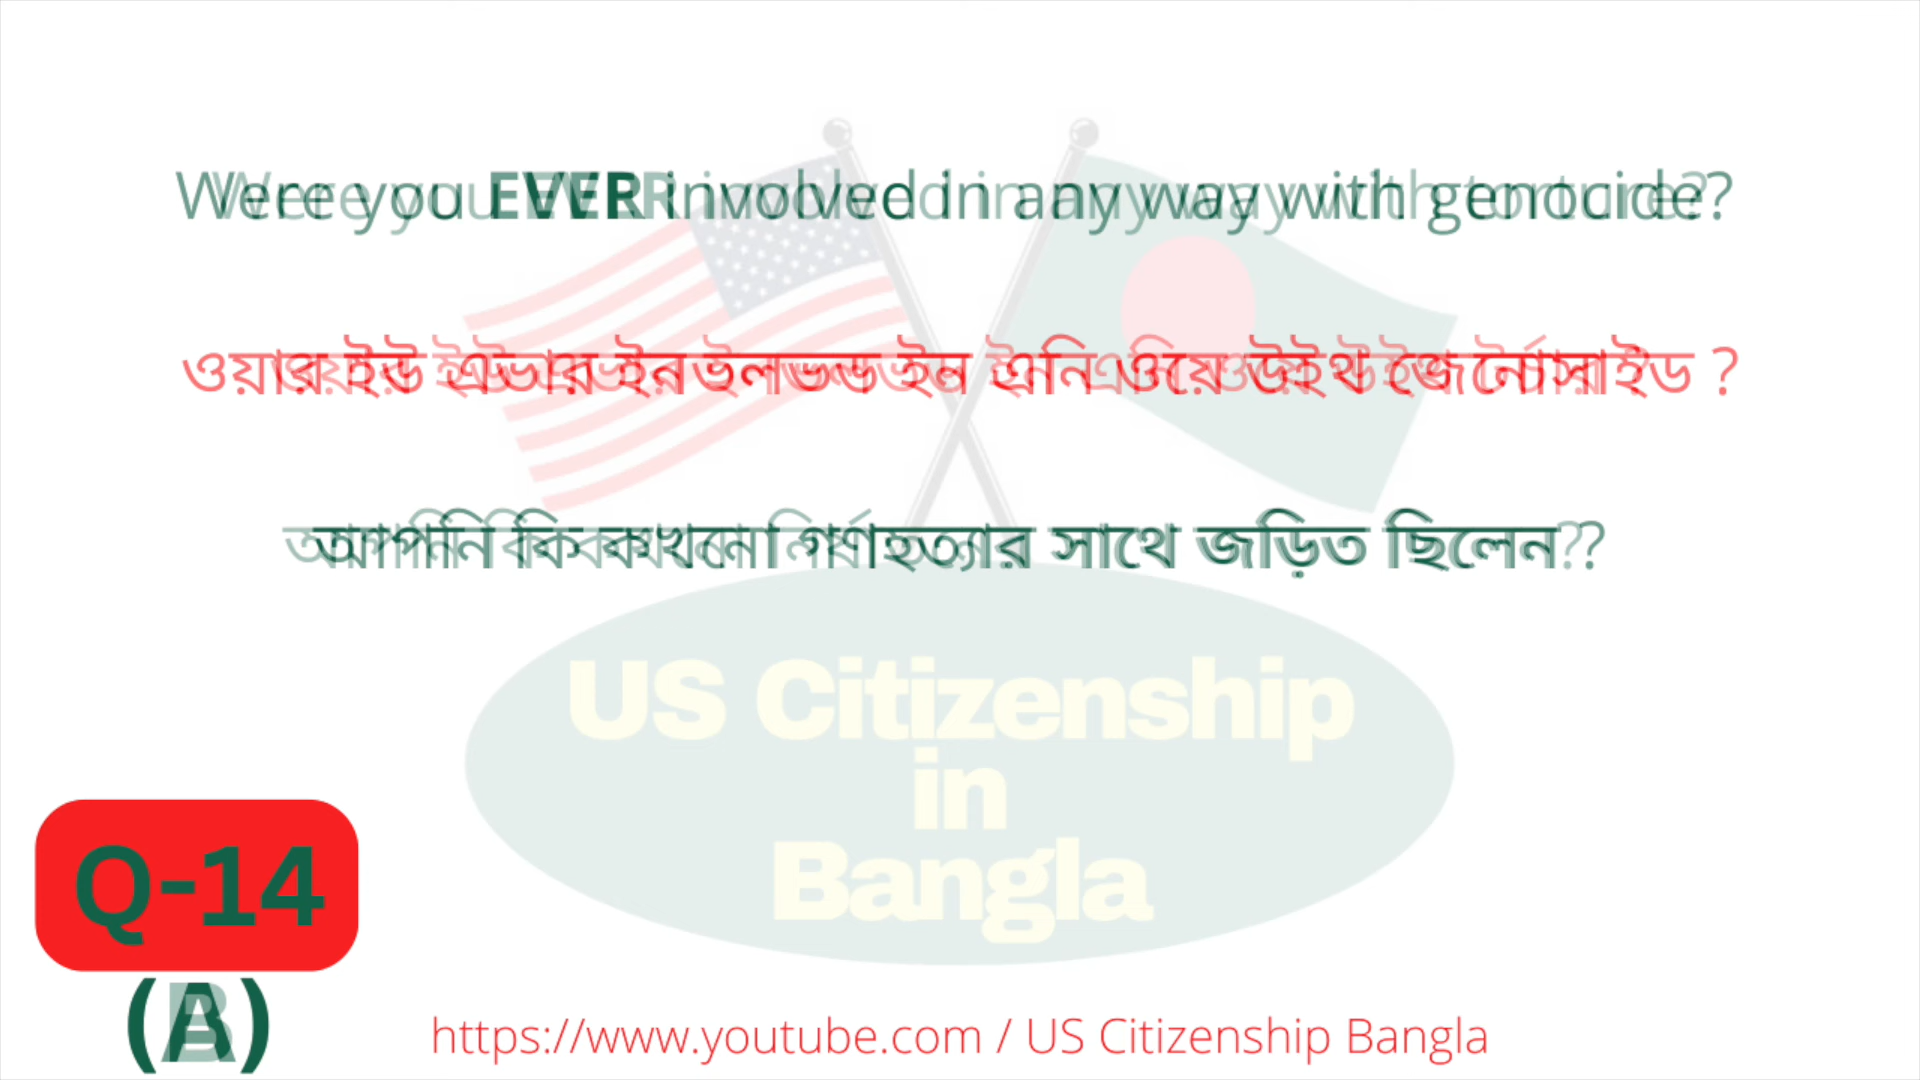 Were you EVER involved in any way with genocide?
ওয়ার ইউ এভার ইনভলভড ইন এনি ওয়ে উইথ জেনোসাইড ?
আপনি কি কখনো গণহত্যার সাথে জড়িত ছিলেন?
US Citizenship
in
Bangla
Q-14
(A)
https://www.youtube.com / US Citizenship Bangla